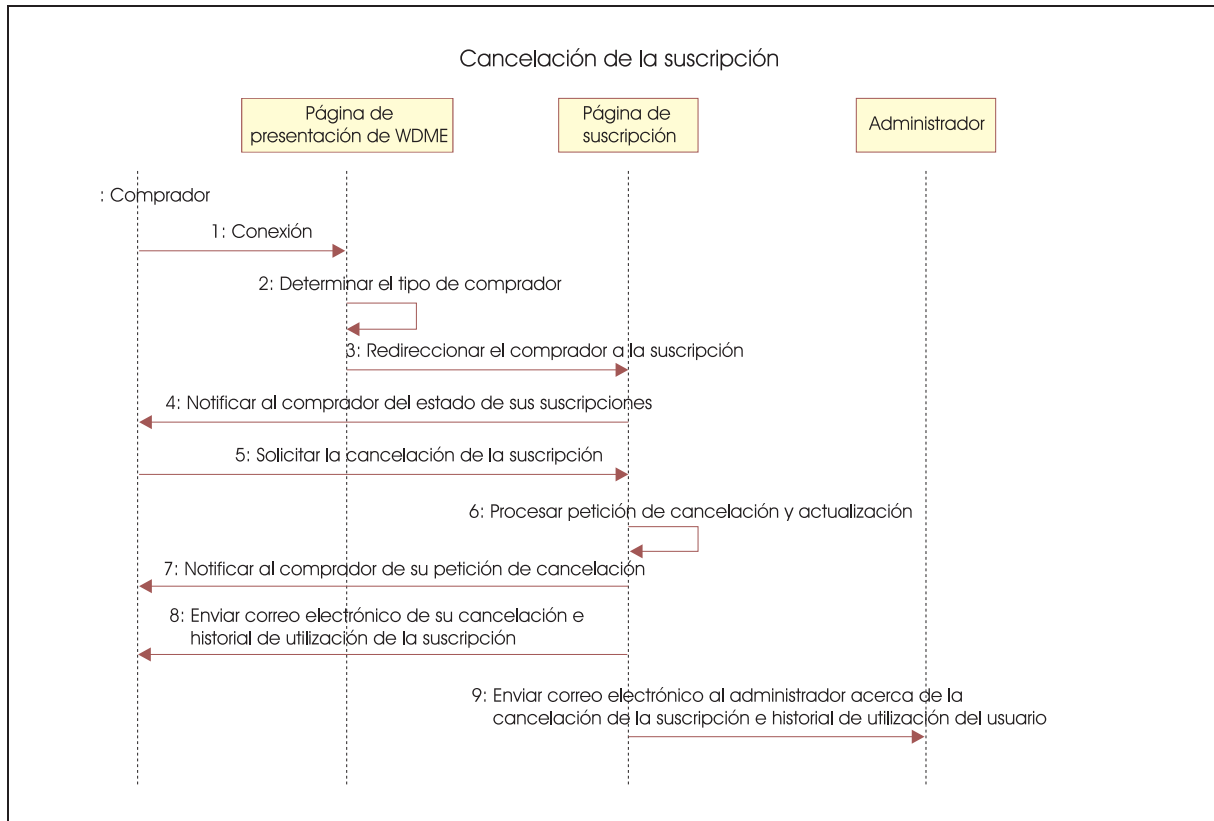 Cancelación de la suscripción
Página de
presentación de WDME
Página de
suscripción
Administrador
: Comprador
1: Conexión
2: Determinar el tipo de comprador
3: Redireccionar el comprador a la suscripción
4: Notificar al comprador del estado de sus suscripciones
5: Solicitar la cancelación de la suscripción
6: Procesar petición de cancelación y actualización
7: Notificar al comprador de su petición de cancelación
8: Enviar correo electrónico de su cancelación e
historial de utilización de la suscripción
9: Enviar correo electrónico al administrador acerca de la
cancelación de la suscripción e historial de utilización del usuario